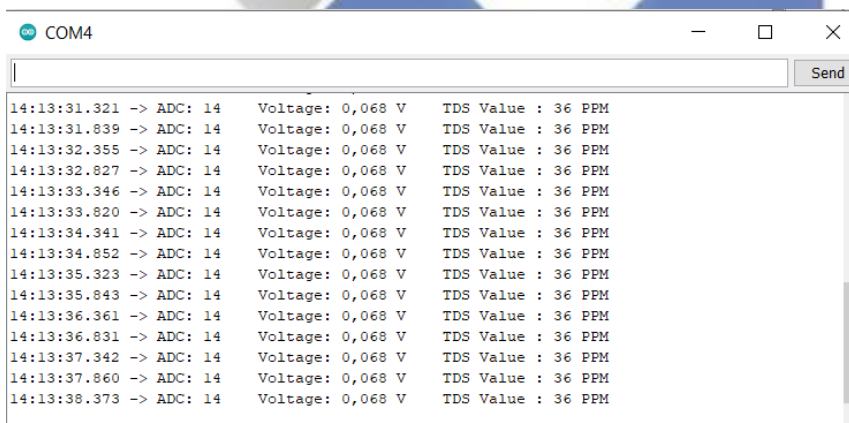 COM4
Send
14:13:31.321 -> ADC: 14    Voltage: 0,068 V    TDS Value : 36 PPM
14:13:31.839 -> ADC: 14    Voltage: 0,068 V    TDS Value : 36 PPM
14:13:32.355 -> ADC: 14    Voltage: 0,068 V    TDS Value : 36 PPM
14:13:32.827 -> ADC: 14    Voltage: 0,068 V    TDS Value : 36 PPM
14:13:33.346 -> ADC: 14    Voltage: 0,068 V    TDS Value : 36 PPM
14:13:33.820 -> ADC: 14    Voltage: 0,068 V    TDS Value : 36 PPM
14:13:34.341 -> ADC: 14    Voltage: 0,068 V    TDS Value : 36 PPM
14:13:34.852 -> ADC: 14    Voltage: 0,068 V    TDS Value : 36 PPM
14:13:35.323 -> ADC: 14    Voltage: 0,068 V    TDS Value : 36 PPM
14:13:35.843 -> ADC: 14    Voltage: 0,068 V    TDS Value : 36 PPM
14:13:36.361 -> ADC: 14    Voltage: 0,068 V    TDS Value : 36 PPM
14:13:36.831 -> ADC: 14    Voltage: 0,068 V    TDS Value : 36 PPM
14:13:37.342 -> ADC: 14    Voltage: 0,068 V    TDS Value : 36 PPM
14:13:37.860 -> ADC: 14    Voltage: 0,068 V    TDS Value : 36 PPM
14:13:38.373 -> ADC: 14    Voltage: 0,068 V    TDS Value : 36 PPM